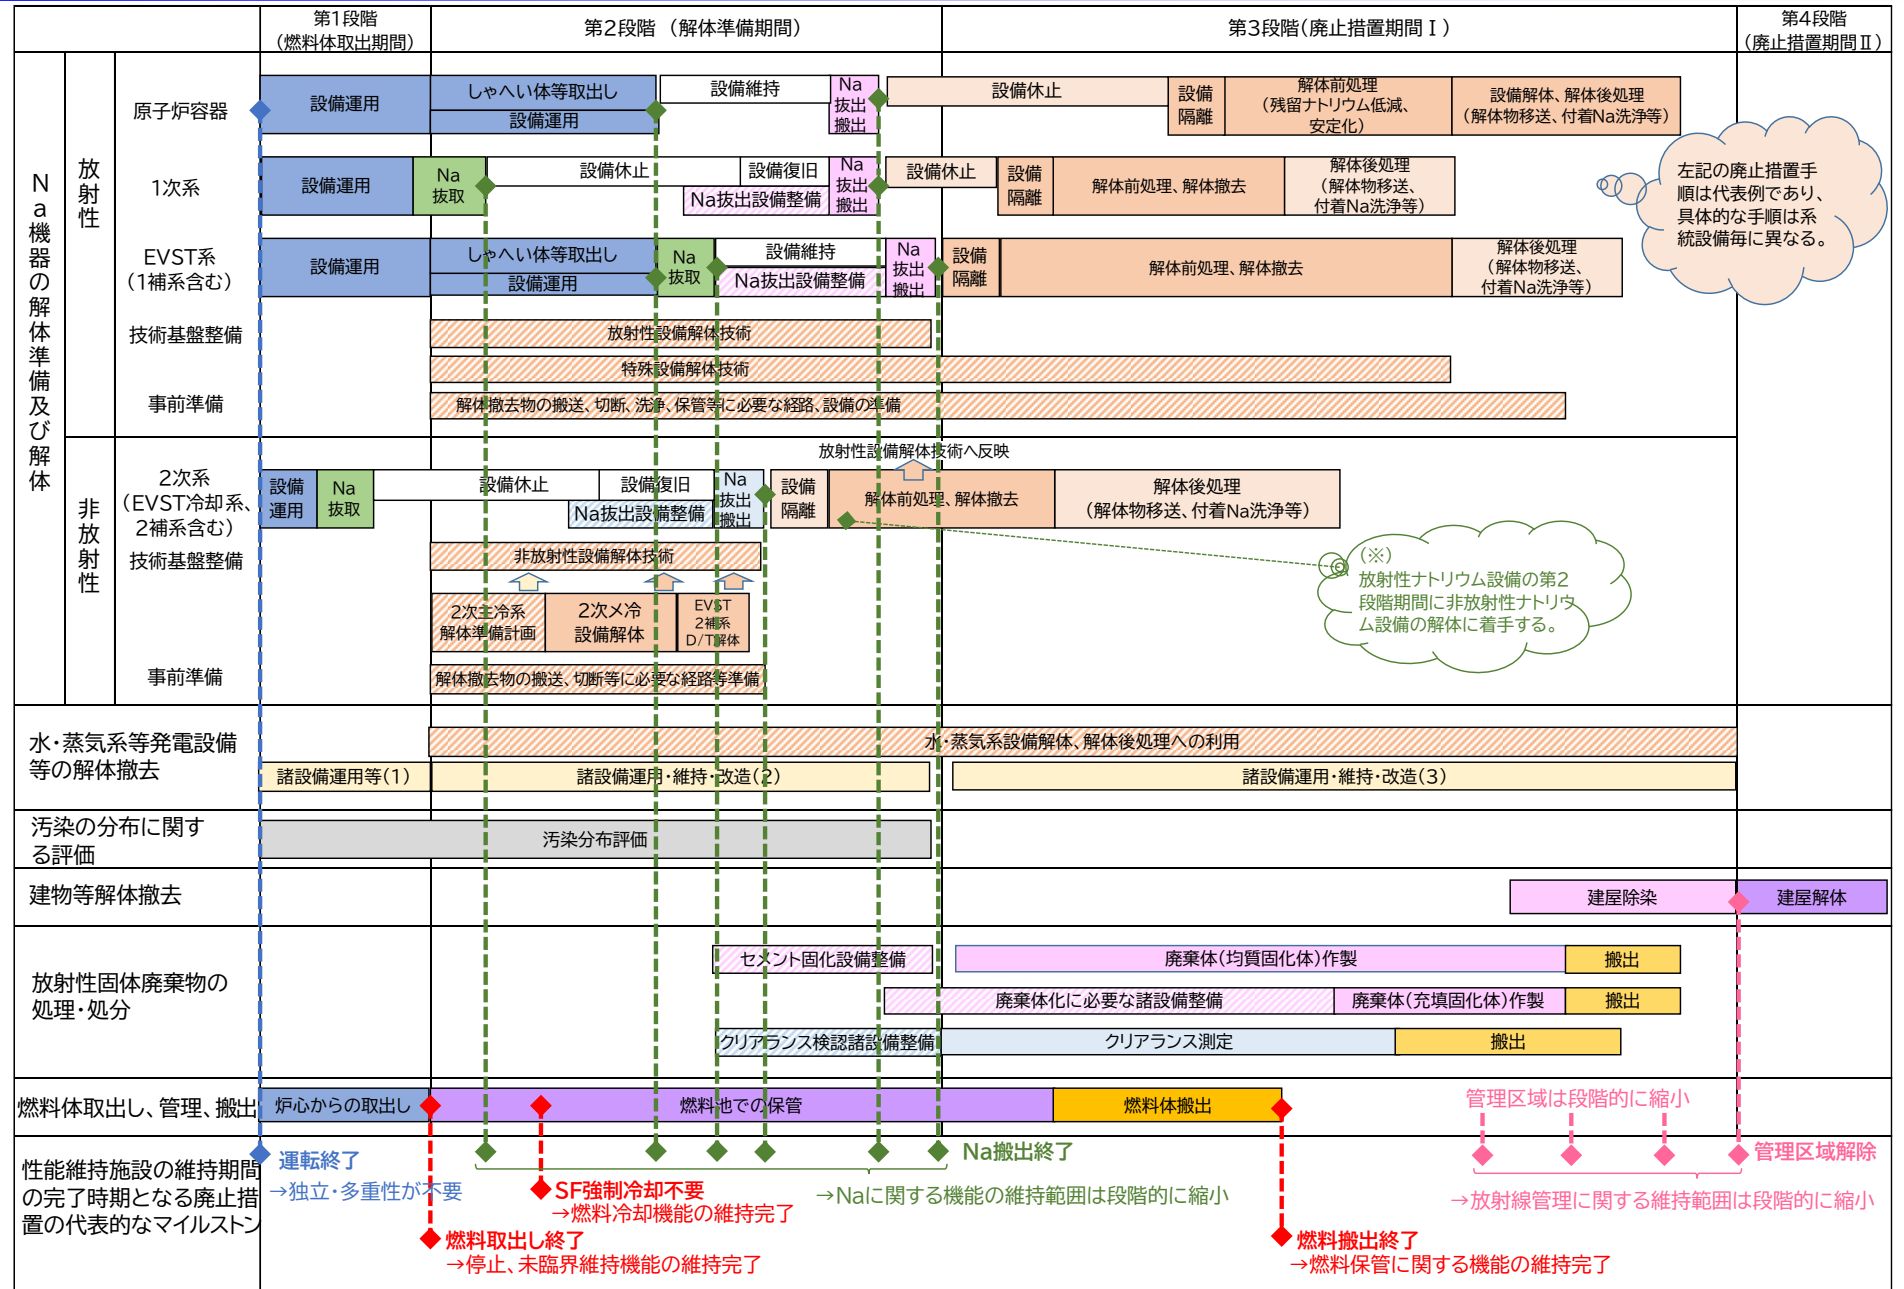 第1段階
（燃料体取出期間）
第2段階 （解体準備期間）
第3段階（廃止措置期間Ⅰ）
第4段階
（廃止措置期間Ⅱ）
Na機器の解体準備及び解体
放射性
原子炉容器
設備運用
しゃへい体等取出し
設備運用
設備維持
Na
抜出
搬出
設備休止
設備
隔離
解体前処理
（残留ナトリウム低減、
安定化）
設備解体、解体後処理
（解体物移送、付着Na洗浄等）
1次系
設備運用
Na
抜取
設備休止
設備復旧
Na抜出設備整備
Na
抜出
搬出
設備休止
設備
隔離
解体前処理、解体撤去
解体後処理
（解体物移送、
付着Na洗浄等）
左記の廃止措置手
順は代表例であり、
具体的な手順は系
統設備毎に異なる。
EVST系
（1補系含む）
設備運用
しゃへい体等取出し
設備運用
Na
抜取
設備維持
Na抜出設備整備
Na
抜出
搬出
設備
隔離
解体前処理、解体撤去
解体後処理
（解体物移送、
付着Na洗浄等）
技術基盤整備
放射性設備解体技術
特殊設備解体技術
事前準備
解体撤去物の搬送、切断、洗浄、保管等に必要な経路、設備の準備
非放射性
放射性設備解体技術へ反映
2次系
（EVST冷却系、
2補系含む）
設備
運用
Na
抜取
設備休止
設備復旧
Na抜出設備整備
Na
抜出
搬出
設備
隔離
解体前処理、解体撤去
解体後処理
（解体物移送、付着Na洗浄等）
（※）
放射性ナトリウム設備の第2
段階期間に非放射性ナトリウ
ム設備の解体に着手する。
技術基盤整備
非放射性設備解体技術
2次主冷系
解体準備計画
2次メ冷
設備解体
EVST
2補系
D/T解体
事前準備
解体撤去物の搬送、切断等に必要な経路等準備
水・蒸気系等発電設備
等の解体撤去
水・蒸気系設備解体、解体後処理への利用
諸設備運用等（1）
諸設備運用・維持・改造（2）
諸設備運用・維持・改造（3）
汚染の分布に関す
る評価
汚染分布評価
建物等解体撤去
建屋除染
建屋解体
放射性固体廃棄物の
処理・処分
セメント固化設備整備
廃棄体（均質固化体）作製
搬出
廃棄体化に必要な諸設備整備
廃棄体（充填固化体）作製
搬出
クリアランス検認諸設備整備
クリアランス測定
搬出
燃料体取出し、管理、搬出
炉心からの取出し
燃料池での保管
燃料体搬出
管理区域は段階的に縮小
性能維持施設の維持期間
の完了時期となる廃止措
置の代表的なマイルストン
運転終了
→独立・多重性が不要
SF強制冷却不要
→燃料冷却機能の維持完了
燃料取出し終了
→停止、未臨界維持機能の維持完了
Na搬出終了
→Naに関する機能の維持範囲は段階的に縮小
燃料搬出終了
→燃料保管に関する機能の維持完了
管理区域解除
→放射線管理に関する維持範囲は段階的に縮小